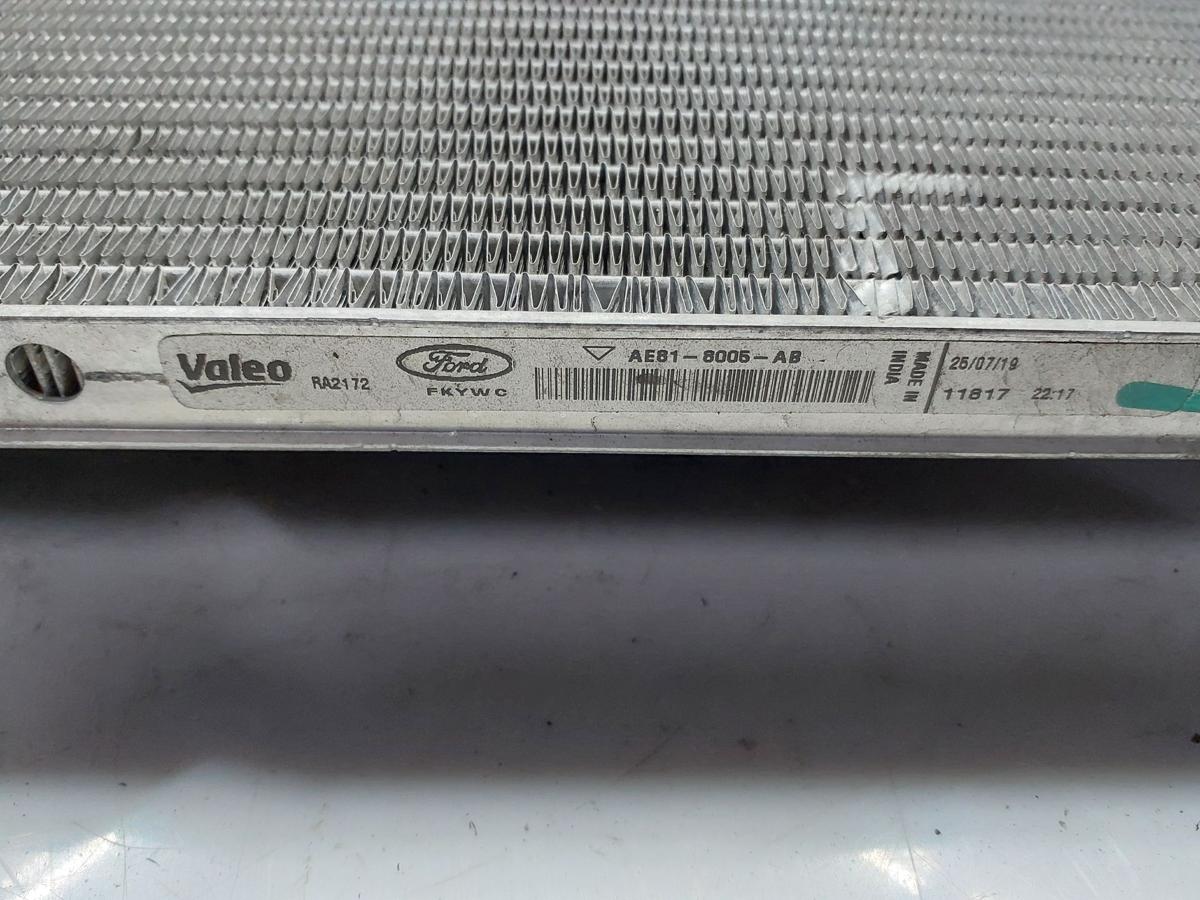 Valeo
RA2172
Ford
FKYWC
AE81-8005-AB
MADE IN
INDIA
25/07/19
11817 22:17